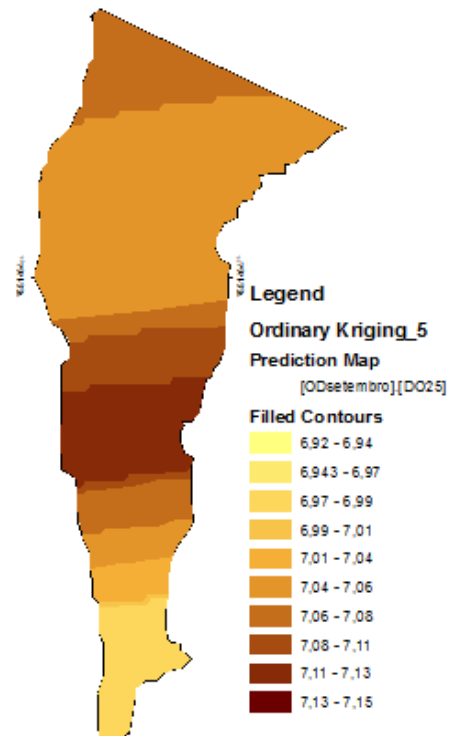 Legend
Ordinary Kriging_5
Prediction Map
[ODsetembro].[DO25]
Filled Contours
6,92 - 6,94
6,943 - 6,97
6,97 - 6,99
6,99 - 7,01
7,01 - 7,04
7,04 - 7,06
7,06 - 7,08
7,08 - 7,11
7,11 - 7,13
7,13 - 7,15